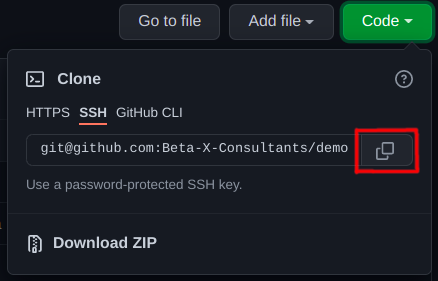 Go to file Add file Code
Clone
HTTPS SSH GitHub CLI
git@github.com:Beta-X-Consultants/demo
Use a password-protected SSH key.
Download ZIP